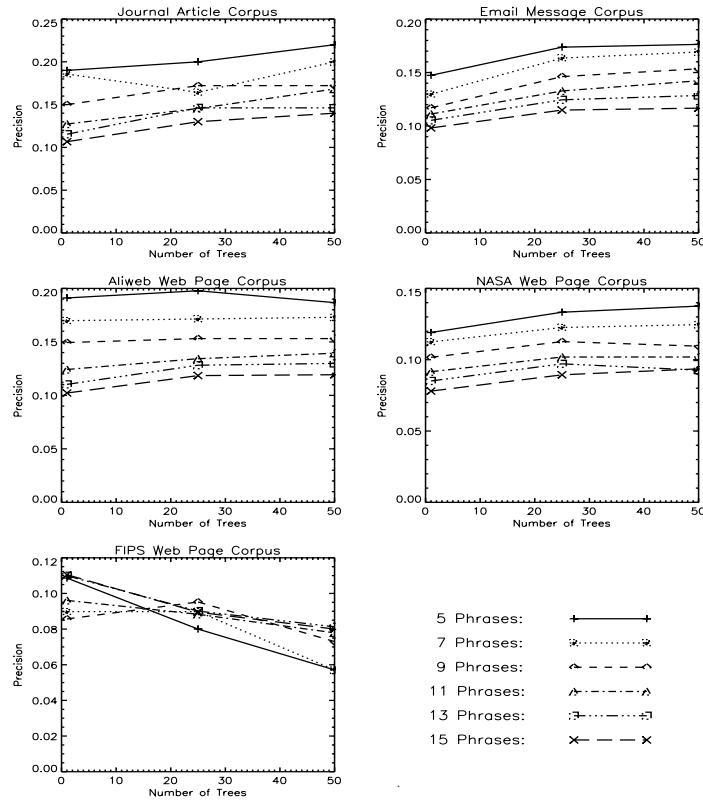 Journal Article Corpus
0.25
0.20
0.15
0.10
0.05
0.00
Precision
0 10 20 30 40 50
Number of Trees
Email Message Corpus
0.20
0.15
0.10
0.05
0.00
Precision
0 10 20 30 40 50
Number of Trees
Aliweb Web Page Corpus
0.20
0.15
0.10
0.05
0.00
Precision
0 10 20 30 40 50
Number of Trees
NASA Web Page Corpus
0.15
0.10
0.05
0.00
Precision
0 10 20 30 40 50
Number of Trees
FIPS Web Page Corpus
0.12
0.10
0.08
0.06
0.04
0.02
0.00
Precision
0 10 20 30 40 50
Number of Trees
5 Phrases:
7 Phrases:
9 Phrases:
11 Phrases:
13 Phrases:
15 Phrases: